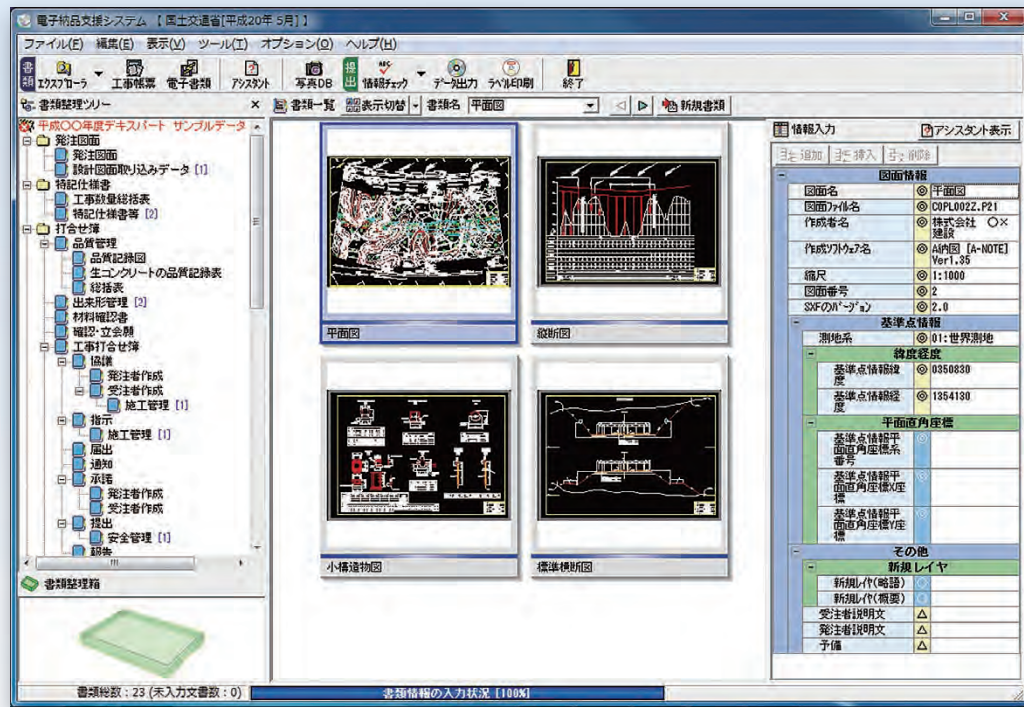 電子納品支援システム 【 国土交通省[平成20年 5月] 】
ファイル(F) 編集(E) 表示(V) ツール(T) オプション(O) ヘルプ(H)
書類 エクスプローラ 工事帳票 電子書類 アシスタント 写真DB 提出 情報チェック データ出力 ラベル印刷 終了
書類整理ツリー × 書類一覧 表示切替 書類名 平面図 新規書類
平成○○年度デキスパート サンプルデータ
発注図面
発注図面
設計図面取り込みデータ [1]
特記仕様書
工事数量総括表
特記仕様書等 [2]
打合せ簿
品質管理
品質記録図
生コンクリートの品質記録表
総括表
出来形管理 [2]
材料確認書
確認・立会願
工事打合せ簿
協議
発注者作成
受注者作成
施工管理 [1]
指示
施工管理 [1]
届出
通知
承諾
発注者作成
受注者作成
提出
安全管理 [1]
報告
書類整理箱
平面図
縦断図
小構造物図
標準横断図
情報入力 アシスタント表示
追加 挿入 削除
図面情報
図面名 ◎ 平面図
図面ファイル名 ◎ C0PL002Z.P21
作成者名 ◎ 株式会社 ○×
建設
作成ソフトウェア名 ◎ A納図 [A-NOTE]
Ver1.35
縮尺 ◎ 1:1000
図面番号 ◎ 2
SXFのバージョン ◎ 2.0
基準点情報
測地系 ◎ 01:世界測地
緯度経度
基準点情報緯
度 ◎ 0350830
基準点情報経
度 ◎ 1354130
平面直角座標
基準点情報平
面直角座標系
番号 ◎
基準点情報平
面直角座標X座
標 ◎
基準点情報平
面直角座標Y座
標 ◎
その他
新規レイヤ
新規レイヤ(略語) ○
新規レイヤ(概要) ○
受注者説明文 △
発注者説明文 △
予備 △
書類総数 : 23 (未入力文書数 : 0) 書類情報の入力状況 [100%]